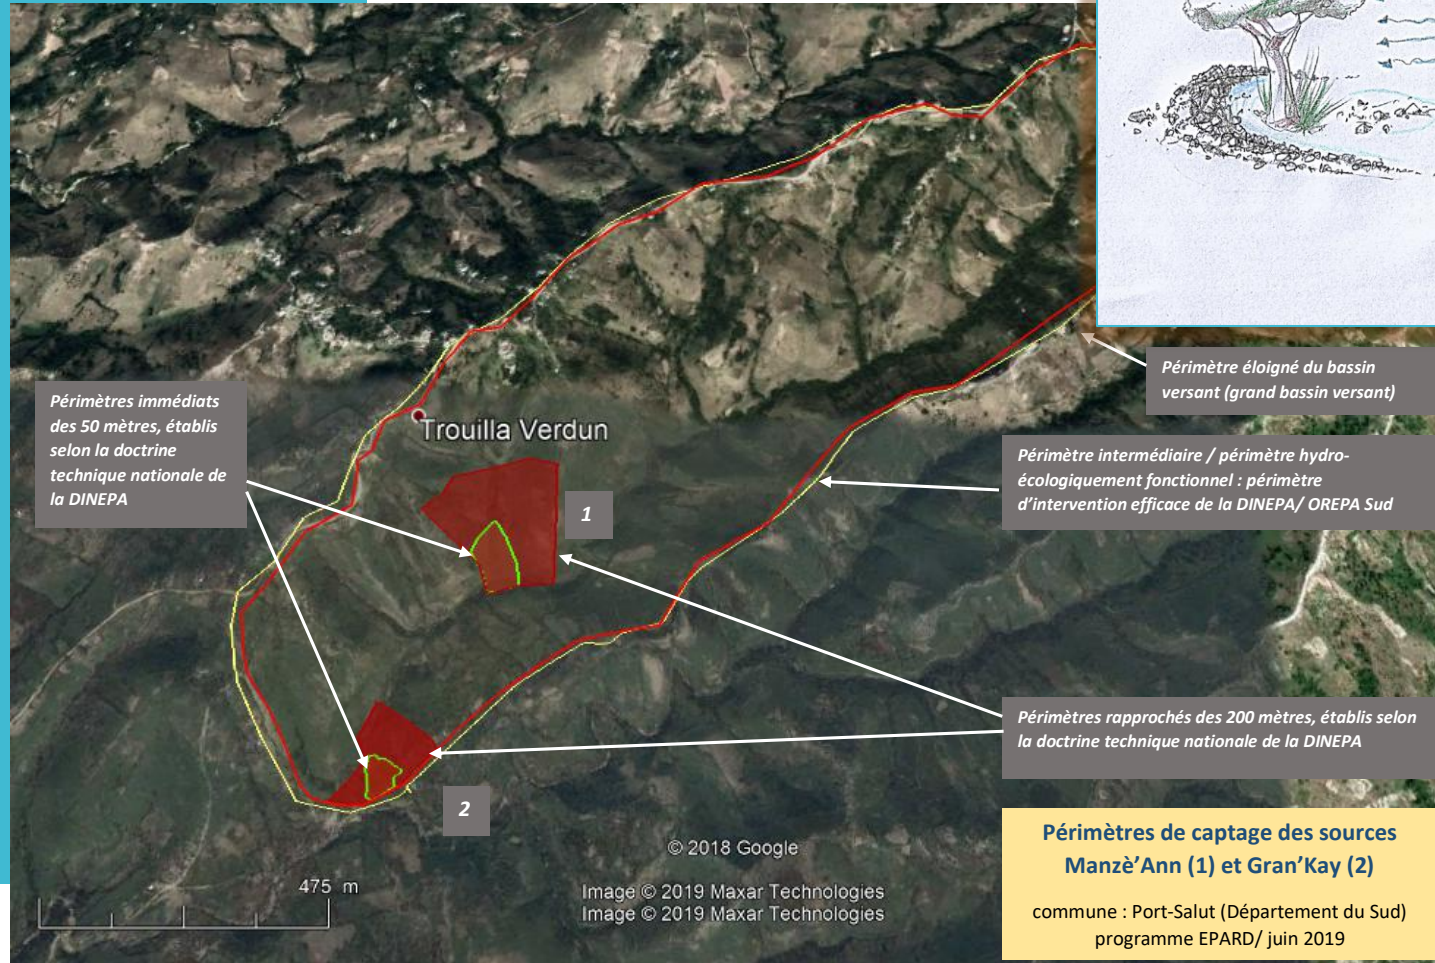 Périmètre éloigné du bassin
versant (grand bassin versant)
Périmètres immédiats
des 50 mètres, établis
selon la doctrine
technique nationale de
la DINEPA
Trouilla Verdun
Périmètre intermédiaire / périmètre hydro-
écologiquement fonctionnel : périmètre
d'intervention efficace de la DINEPA/ OREPA Sud
1
Périmètres rapprochés des 200 mètres, établis selon
la doctrine technique nationale de la DINEPA
2
© 2018 Google
Image © 2019 Maxar Technologies
Image © 2019 Maxar Technologies
475 m
Périmètres de captage des sources
Manzè'Ann (1) et Gran'Kay (2)
commune : Port-Salut (Département du Sud)
programme EPARD/ juin 2019